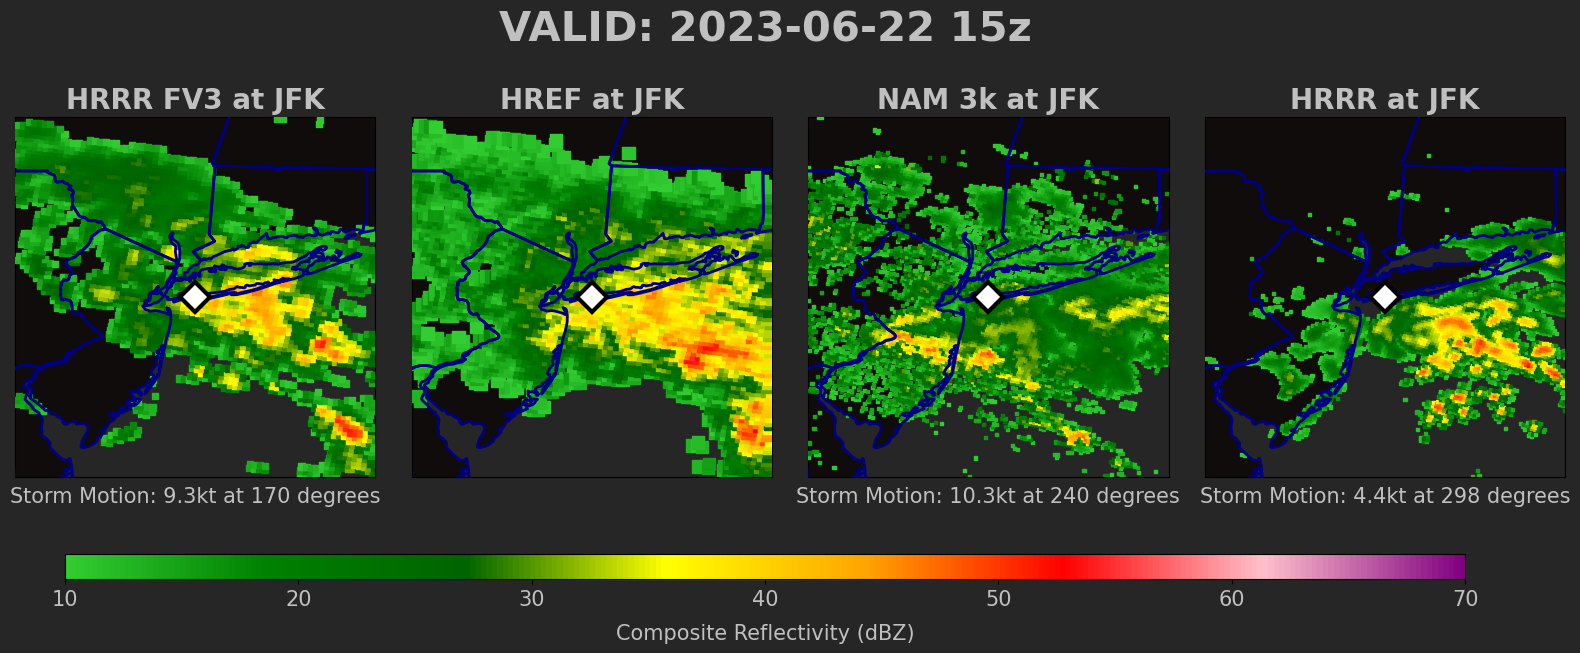 VALID: 2023-06-22 15z
HRRR FV3 at JFK
HREF at JFK
NAM 3k at JFK
HRRR at JFK
Storm Motion: 9.3kt at 170 degrees
Storm Motion: 10.3kt at 240 degrees
Storm Motion: 4.4kt at 298 degrees
10 20 30 40 50 60 70
Composite Reflectivity (dBZ)